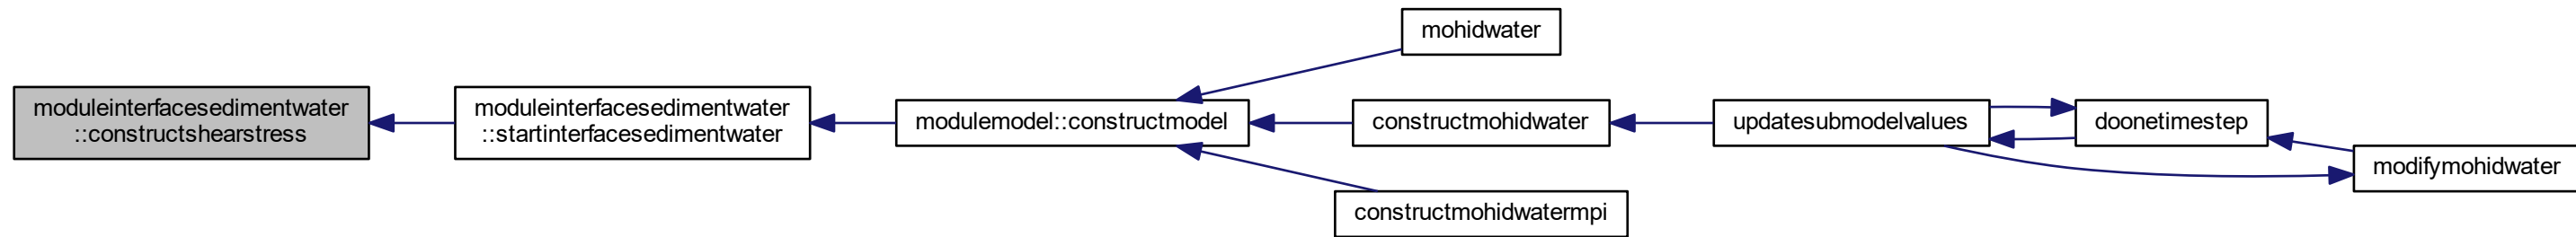 mohidwater
moduleinterfacesedimentwater
::constructshearstress
moduleinterfacesedimentwater
::startinterfacesedimentwater
modulemodel::constructmodel
constructmohidwater
updatesubmodelvalues
doonetimestep
modifymohidwater
constructmohidwatermpi